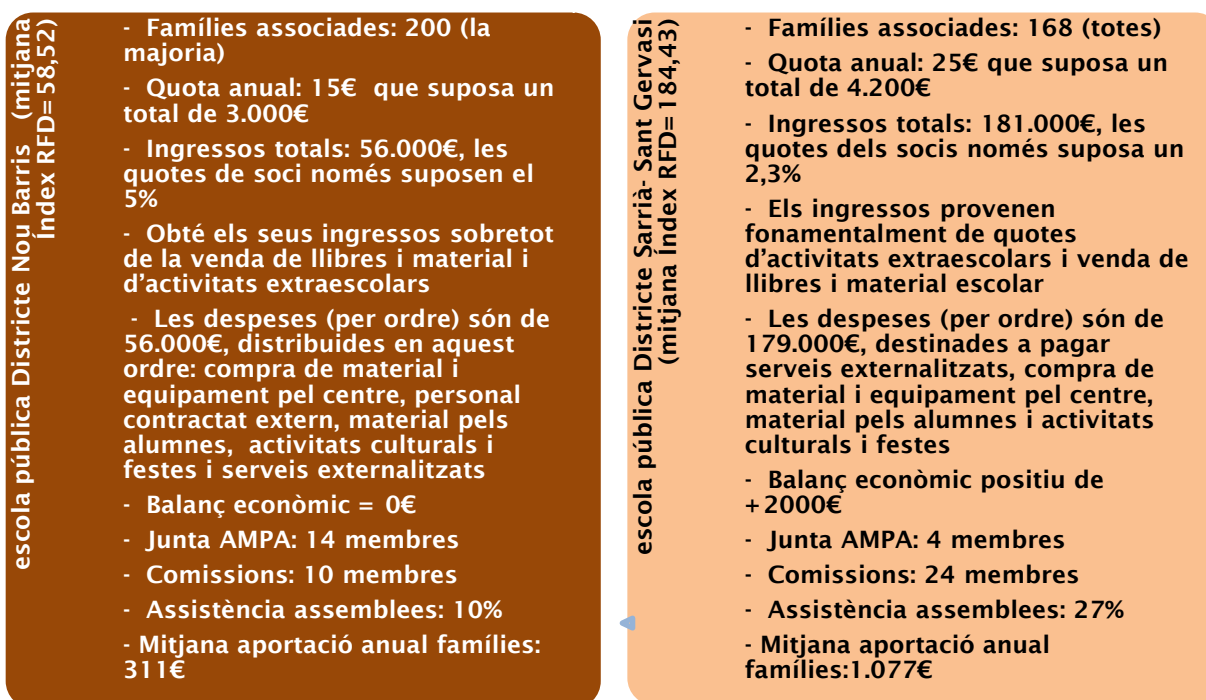 escola pública Districte Nou Barris (mitjana
Índex RFD=58,52)
- Famílies associades: 200 (la
majoria)
- Quota anual: 15€ que suposa un
total de 3.000€
- Ingressos totals: 56.000€, les
quotes de soci només suposen el
5%
- Obté els seus ingressos sobretot
de la venda de llibres i material i
d’activitats extraescolars
- Les despeses (per ordre) són de
56.000€, distribuides en aquest
ordre: compra de material i
equipament pel centre, personal
contractat extern, material pels
alumnes, activitats culturals i
festes i serveis externalitzats
- Balanç econòmic = 0€
- Junta AMPA: 14 membres
- Comissions: 10 membres
- Assistència assemblees: 10%
- Mitjana aportació anual famílies:
311€
escola pública Districte Sarrià- Sant Gervasi
(mitjana Índex RFD=184,43)
- Famílies associades: 168 (totes)
- Quota anual: 25€ que suposa un
total de 4.200€
- Ingressos totals: 181.000€, les
quotes dels socis només suposa un
2,3%
- Els ingressos provenen
fonamentalment de quotes
d’activitats extraescolars i venda de
llibres i material escolar
- Les despeses (per ordre) són de
179.000€, destinades a pagar
serveis externalitzats, compra de
material i equipament pel centre,
material pels alumnes i activitats
culturals i festes
- Balanç econòmic positiu de
+2000€
- Junta AMPA: 4 membres
- Comissions: 24 membres
- Assistència assemblees: 27%
- Mitjana aportació anual
famílies:1.077€